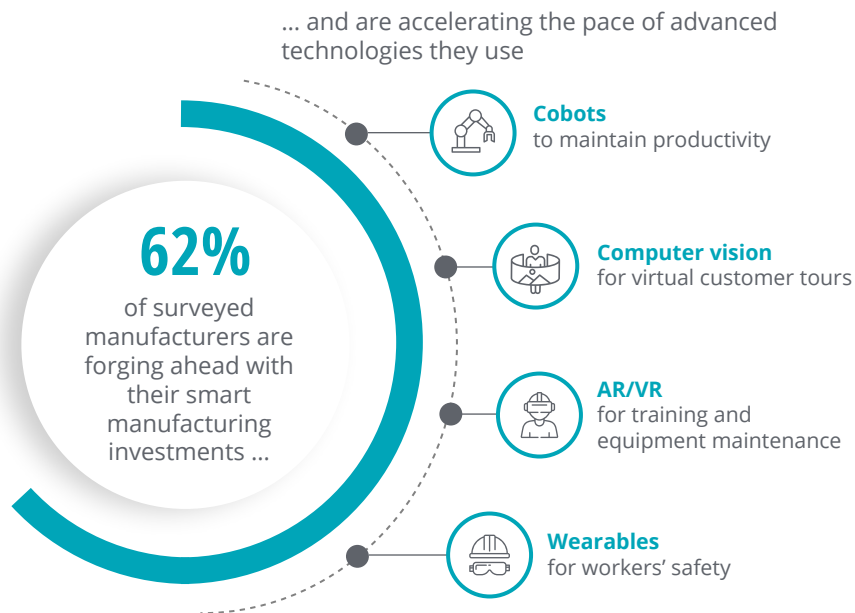 ... and are accelerating the pace of advanced
technologies they use
62%
of surveyed
manufacturers are
forging ahead with
their smart
manufacturing
investments ...
Cobots
to maintain productivity
Computer vision
for virtual customer tours
AR/VR
for training and
equipment maintenance
Wearables
for workers’ safety